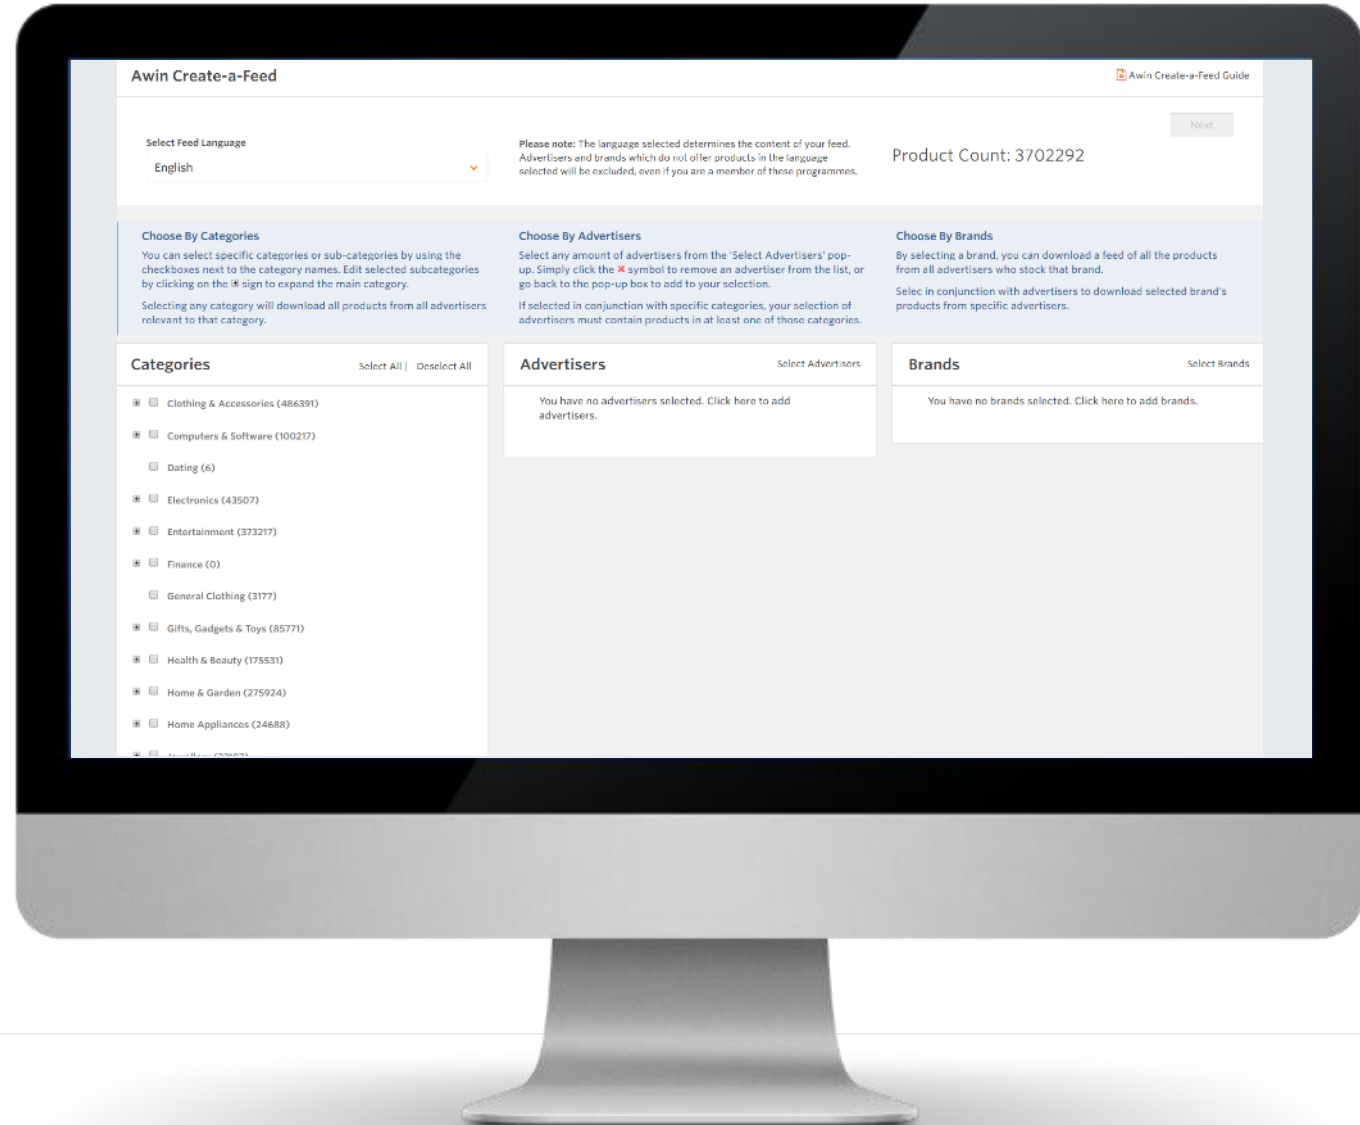 Awin Create-a-Feed
Awin Create-a-Feed Guide
Next
Select Feed Language
English
Please note: The language selected determines the content of your feed.
Advertisers and brands which do not offer products in the language
selected will be excluded, even if you are a member of these programmes.
Product Count: 3702292
Choose By Categories
You can select specific categories or sub-categories by using the
checkboxes next to the category names. Edit selected subcategories
by clicking on the sign to expand the main category.
Selecting any category will download all products from all advertisers
relevant to that category.
Choose By Advertisers
Select any amount of advertisers from the 'Select Advertisers' pop-
up. Simply click the ✖ symbol to remove an advertiser from the list, or
go back to the pop-up box to add to your selection.
If selected in conjunction with specific categories, your selection of
advertisers must contain products in at least one of those categories.
Choose By Brands
By selecting a brand, you can download a feed of all the products
from all advertisers who stock that brand.
Selec in conjunction with advertisers to download selected brand's
products from specific advertisers.
Categories
Select All | Deselect All
Clothing & Accessories (486391)
Computers & Software (100217)
Dating (6)
Electronics (43507)
Entertainment (373217)
Finance (0)
General Clothing (3177)
Gifts, Gadgets & Toys (85771)
Health & Beauty (175531)
Home & Garden (275924)
Home Appliances (24688)
Advertisers
Select Advertisers
You have no advertisers selected. Click here to add
advertisers.
Brands
Select Brands
You have no brands selected. Click here to add brands.